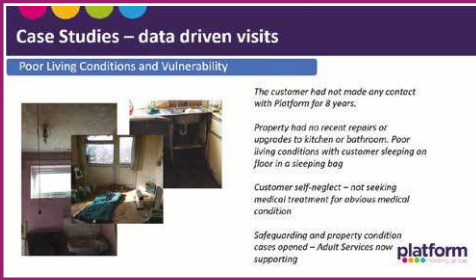 Case Studies – data driven visits
Poor Living Conditions and Vulnerability
The customer had not made any contact
with Platform for 8 years.
Property had no recent repairs or
upgrades to kitchen or bathroom. Poor
living conditions with customer sleeping on
floor in a sleeping bag
Customer self-neglect – not seeking
medical treatment for obvious medical
condition
Safeguarding and property condition
cases opened – Adult Services now
supporting
platform
housing group